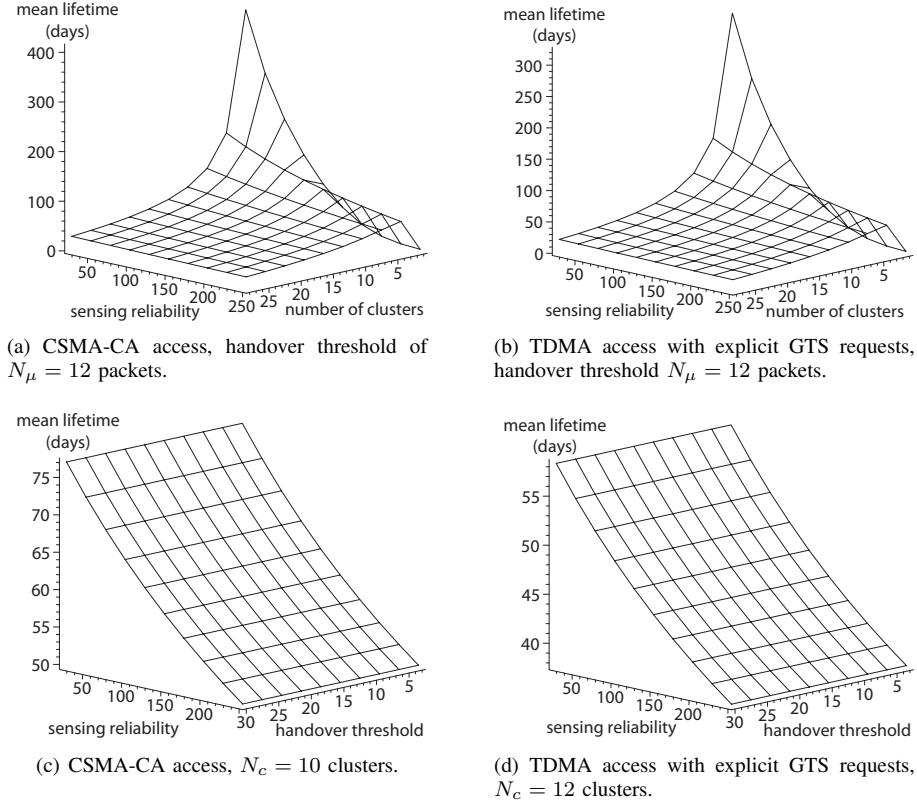 mean lifetime
(days)
400
300
200
100
0
50
100
150
200
250
sensing reliability
25
20
15
10
5
number of clusters
(a) CSMA-CA access, handover threshold of
N_μ = 12 packets.
mean lifetime
(days)
300
250
200
150
100
50
0
50
100
150
200
250
sensing reliability
25
20
15
10
5
number of clusters
(b) TDMA access with explicit GTS requests,
handover threshold N_μ = 12 packets.
mean lifetime
(days)
75
70
65
60
55
50
50
100
150
200
sensing reliability
30
25
20
15
10
5
handover threshold
(c) CSMA-CA access, N_c = 10 clusters.
mean lifetime
(days)
55
50
45
40
50
100
150
200
sensing reliability
30
25
20
15
10
5
handover threshold
(d) TDMA access with explicit GTS requests,
N_c = 12 clusters.